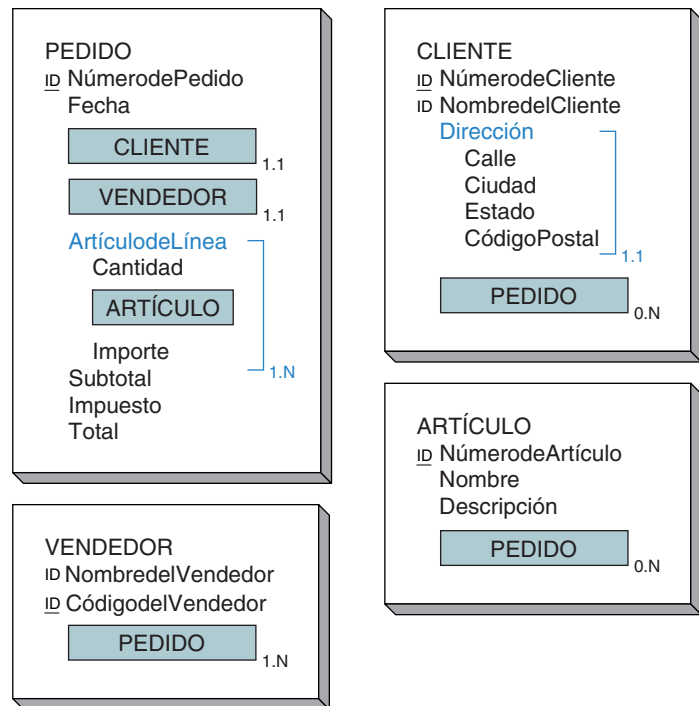 PEDIDO
ID NúmerodePedido
Fecha
CLIENTE
1.1
VENDEDOR
1.1
ArtículodeLínea
Cantidad
ARTÍCULO
Importe
1.N
Subtotal
Impuesto
Total
CLIENTE
ID NúmerodeCliente
ID NombredelCliente
Dirección
Calle
Ciudad
Estado
CódigoPostal
1.1
PEDIDO
0.N
VENDEDOR
ID NombredelVendedor
ID CódigodelVendedor
PEDIDO
1.N
ARTÍCULO
ID NúmerodeArtículo
Nombre
Descripción
PEDIDO
0.N